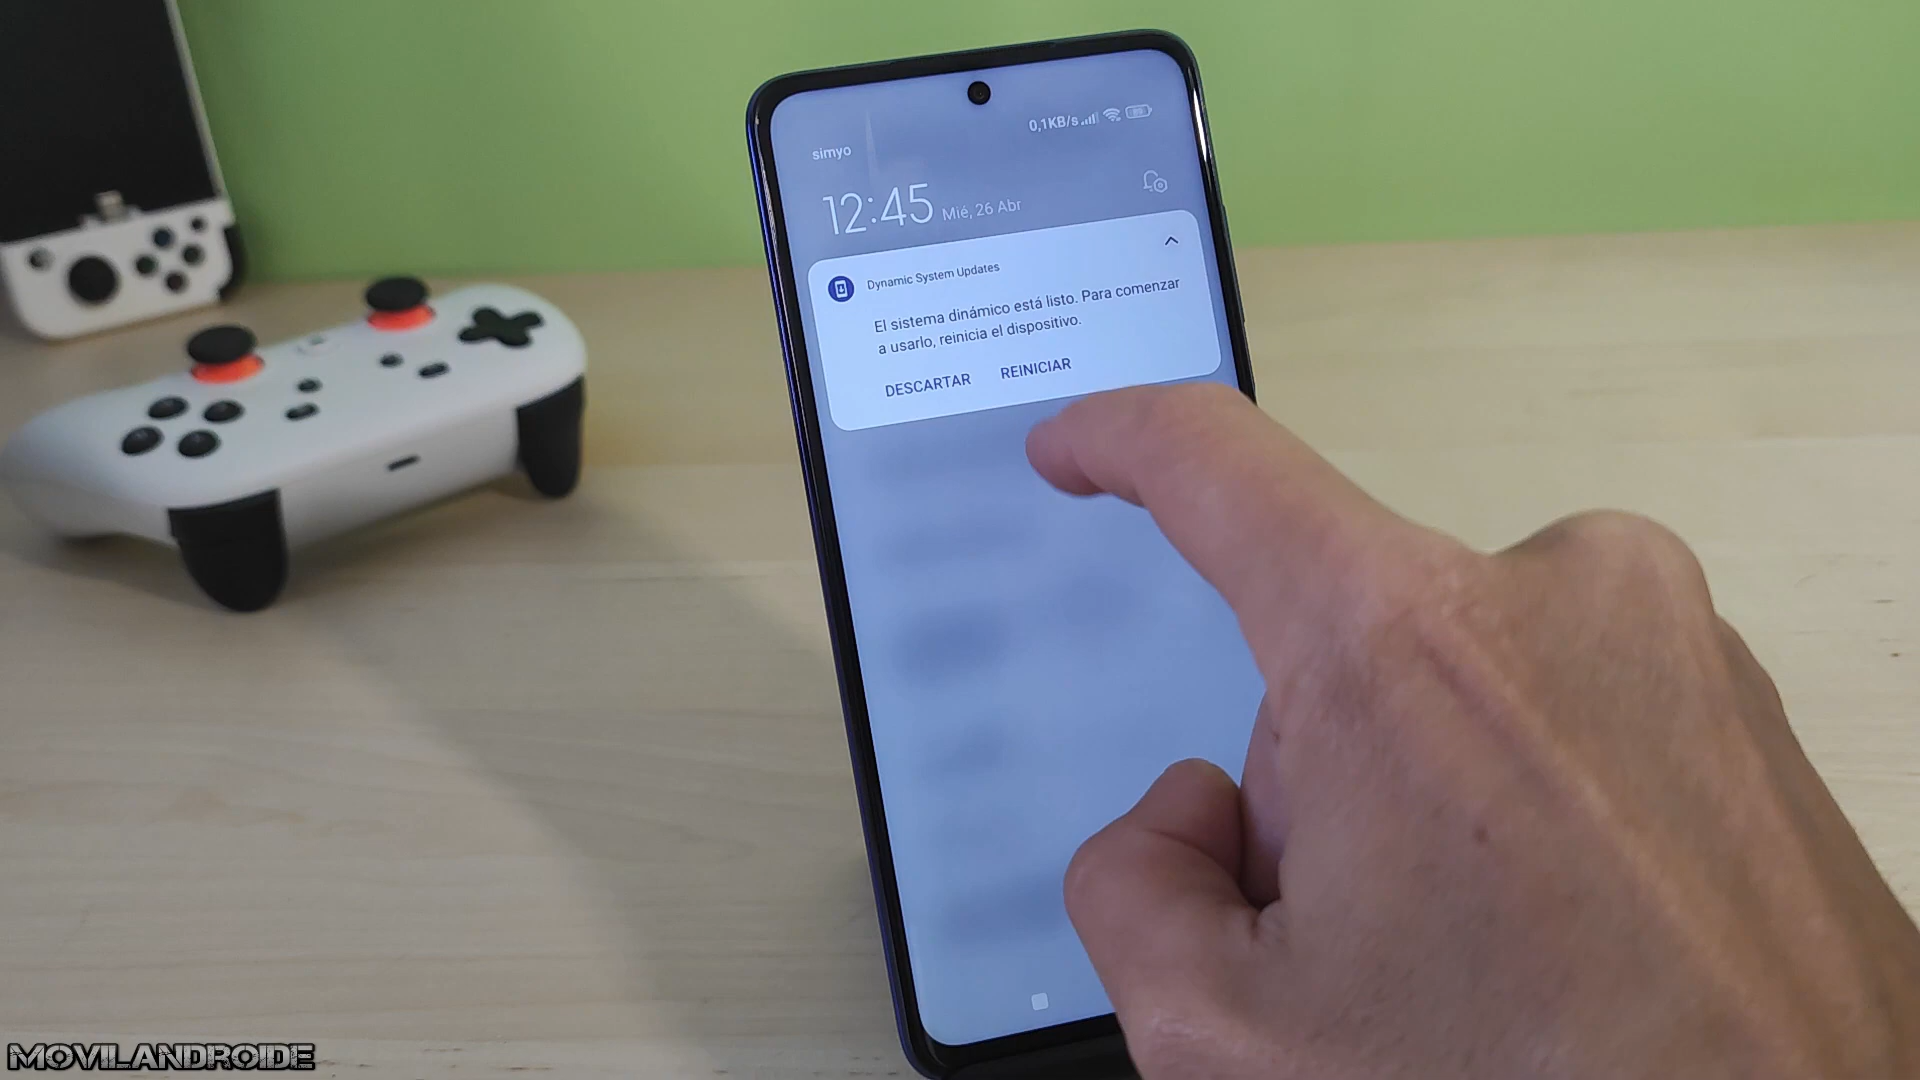 0,1KB/s
simyo
12:45 Mié, 26 Abr
Dynamic System Updates
El sistema dinámico está listo. Para comenzar
a usarlo, reinicia el dispositivo.
DESCARTAR REINICIAR
MOVILANDROIDE